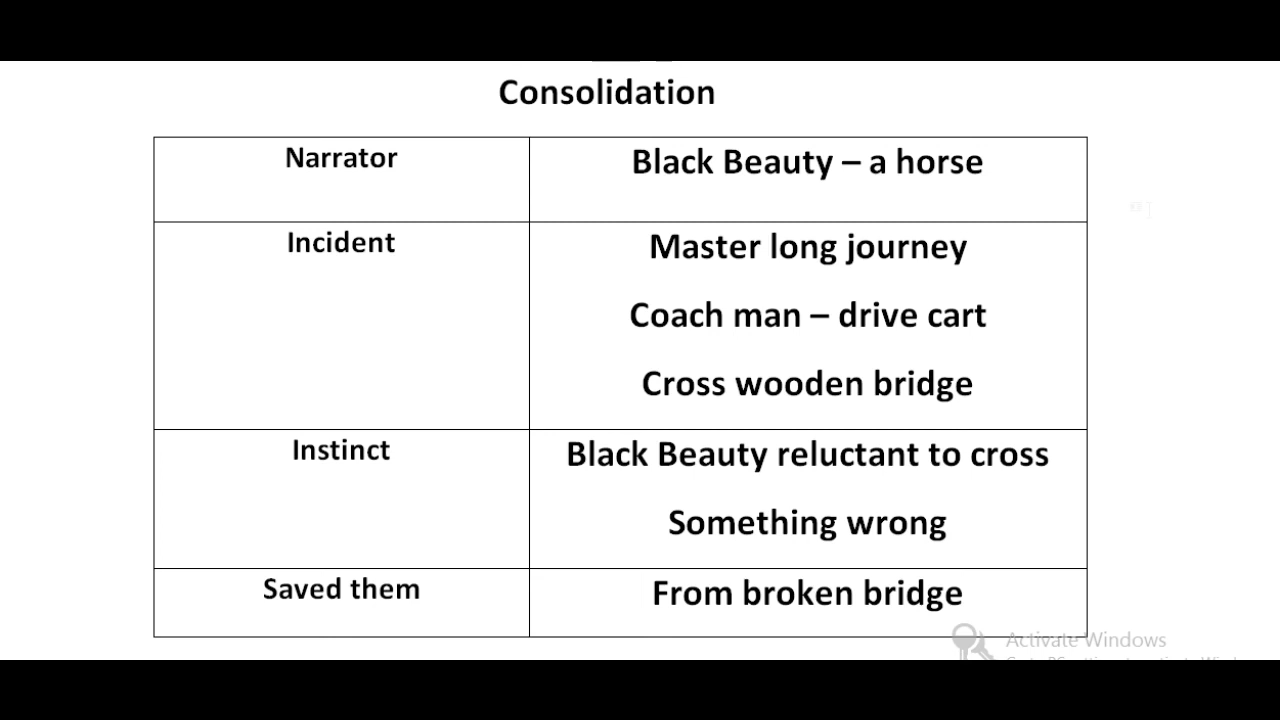 Consolidation
Narrator
Black Beauty – a horse
Incident
Master long journey
Coach man – drive cart
Cross wooden bridge
Instinct
Black Beauty reluctant to cross
Something wrong
Saved them
From broken bridge
Activate Windows